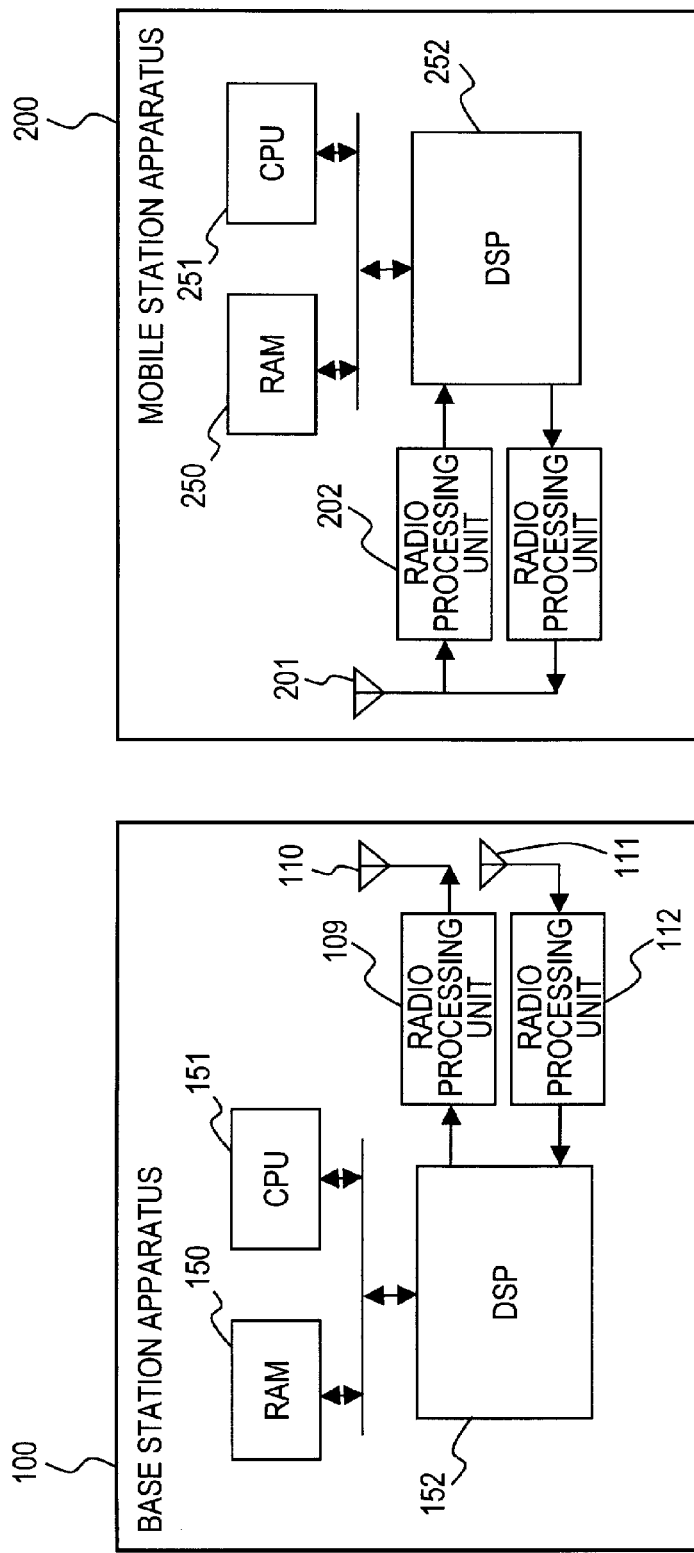 100
BASE STATION APPARATUS
150
151
RAM
CPU
109
110
RADIO
PROCESSING
UNIT
DSP
152
111
RADIO
PROCESSING
UNIT
112
200
MOBILE STATION APPARATUS
250
251
RAM
CPU
201
202
RADIO
PROCESSING
UNIT
252
DSP
RADIO
PROCESSING
UNIT